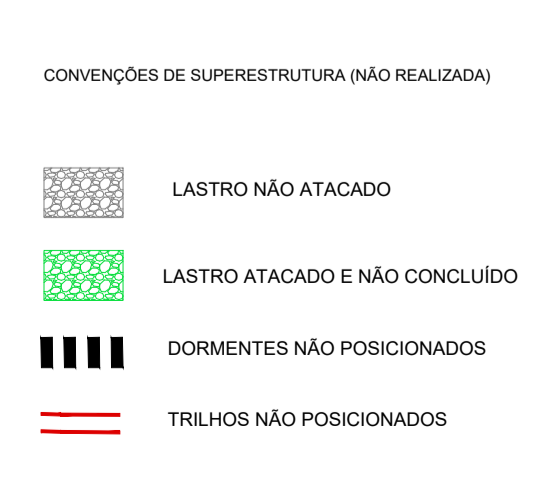 CONVENÇÕES DE SUPERESTRUTURA (NÃO REALIZADA)
LASTRO NÃO ATACADO
LASTRO ATACADO E NÃO CONCLUÍDO
DORMENTES NÃO POSICIONADOS
TRILHOS NÃO POSICIONADOS